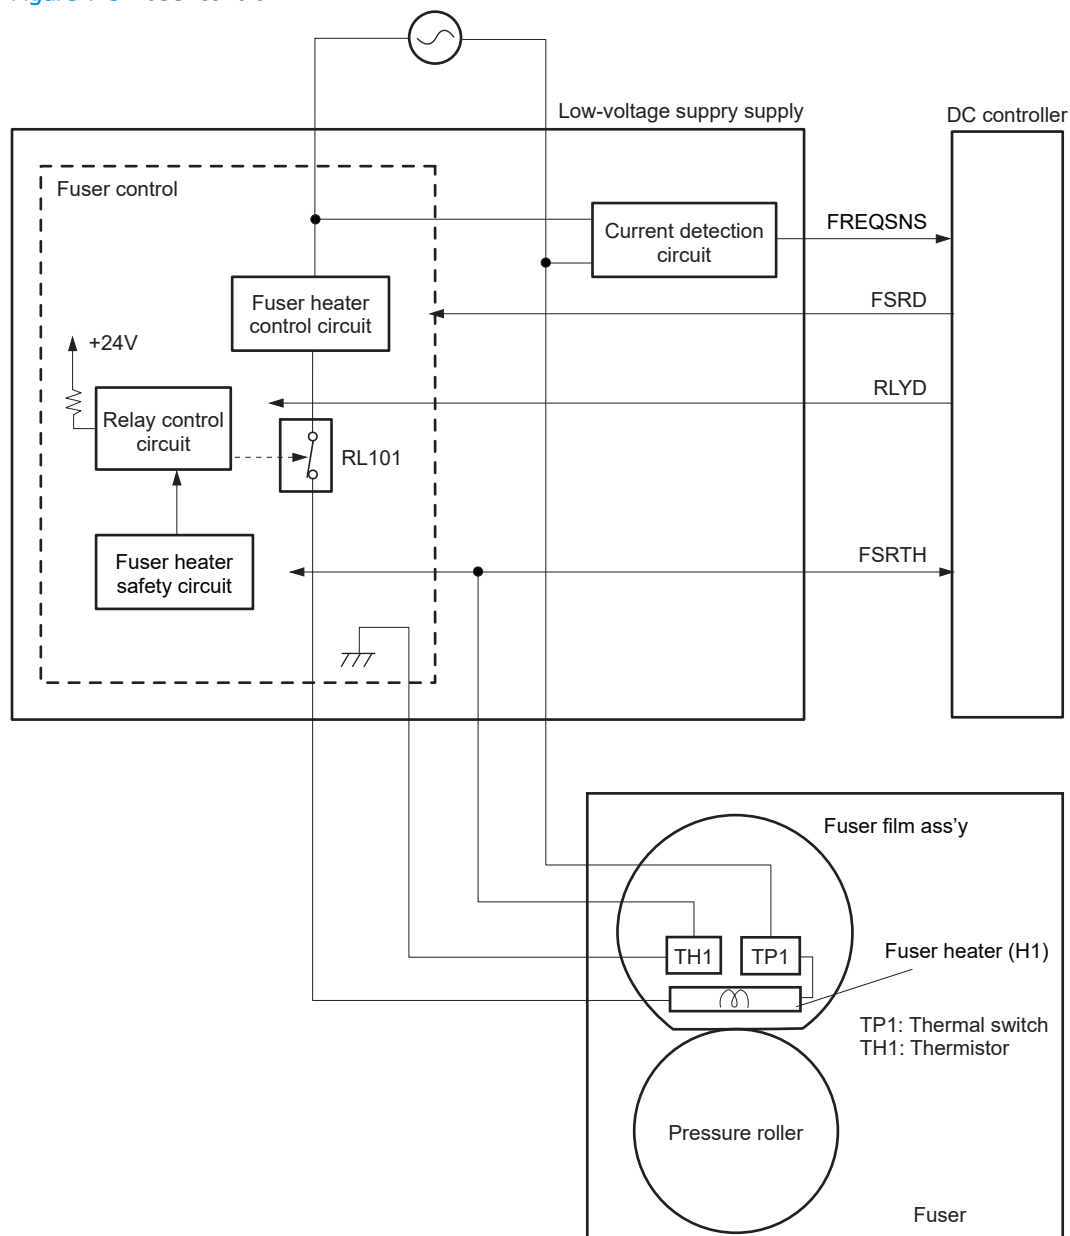 Low-voltage suppry supply
DC controller
Fuser control
Current detection
circuit
FREQSNS
Fuser heater
control circuit
FSRD
+24V
RLYD
Relay control
circuit
RL101
Fuser heater
safety circuit
FSRTH
Fuser film ass'y
TH1
TP1
Fuser heater (H1)
TP1: Thermal switch
TH1: Thermistor
Pressure roller
Fuser